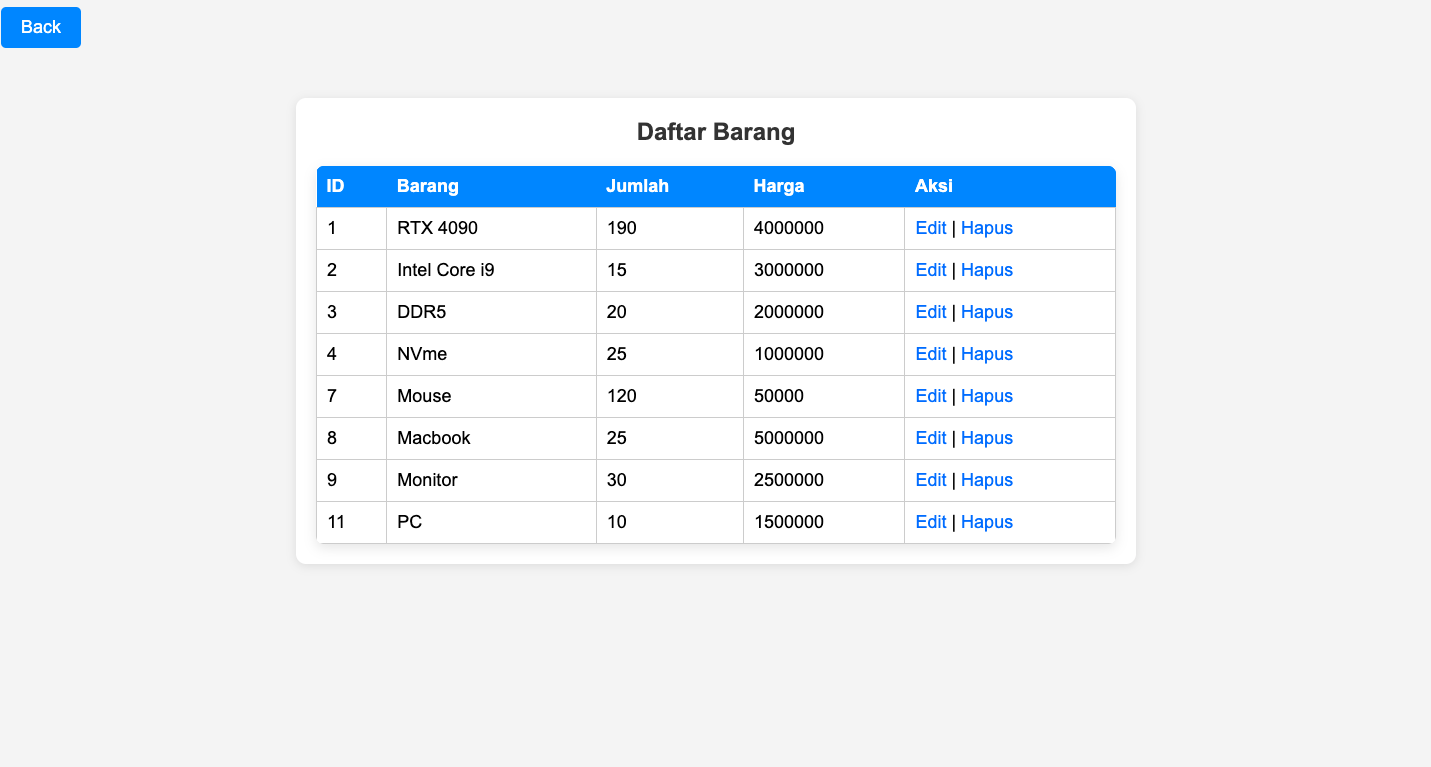 Back
Daftar Barang
ID Barang Jumlah Harga Aksi
1 RTX 4090 190 4000000 Edit | Hapus
2 Intel Core i9 15 3000000 Edit | Hapus
3 DDR5 20 2000000 Edit | Hapus
4 NVme 25 1000000 Edit | Hapus
7 Mouse 120 50000 Edit | Hapus
8 Macbook 25 5000000 Edit | Hapus
9 Monitor 30 2500000 Edit | Hapus
11 PC 10 1500000 Edit | Hapus